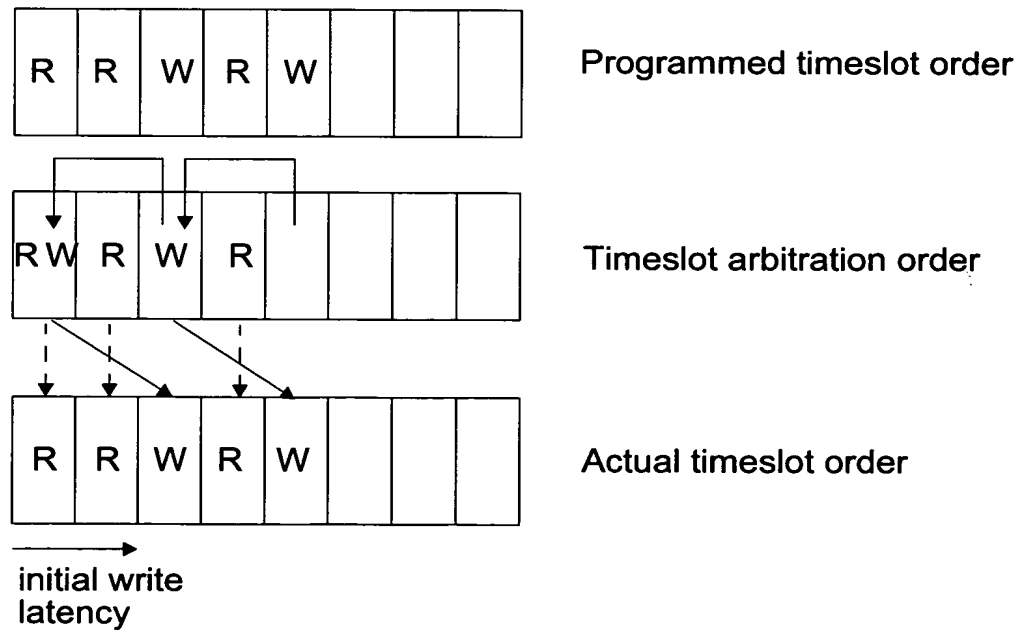 R R W R W Programmed timeslot order
R W R W R Timeslot arbitration order
R R W R W Actual timeslot order
initial write
latency